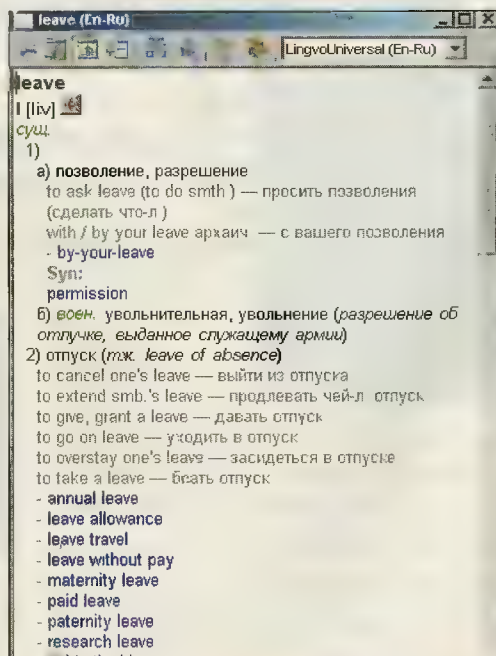 leave (En-Ru)
LingvoUniversal (En-Ru)
leave
I [liv]
сущ.
1)
а) позволение, разрешение
to ask leave (to do smth ) — просить позволения
(сделать что-л )
with / by your leave архаич — с вашего позволения
- by-your-leave
Syn:
permission
б) воен. увольнительная, увольнение (разрешение об
отлучке, выданное служащему армии)
2) отпуск (тж. leave of absence)
to cancel one's leave — выйти из отпуска
to extend smb.'s leave — продлевать чей-л отпуск
to give, grant a leave — давать отпуск
to go on leave — уходить в отпуск
to overstay one's leave — засидеться в отпуске
to take a leave — брать отпуск
- annual leave
- leave allowance
- leave travel
- leave without pay
- maternity leave
- paid leave
- paternity leave
- research leave